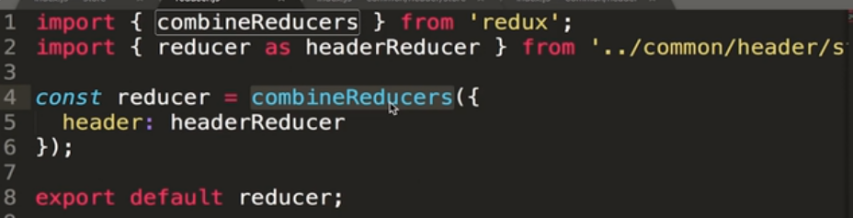 1 import { combineReducers } from 'redux';
2 import { reducer as headerReducer } from '../common/header/s
3
4 const reducer = combineReducers({
5   header: headerReducer
6 });
7
8 export default reducer;